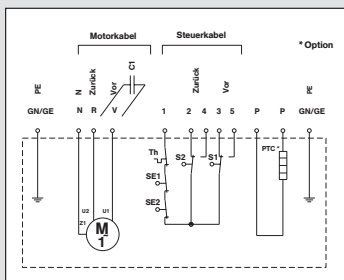 Motorkabel Steuerkabel
* Option
C1
PE N Zurück Vor Zurück Vor PE
GN/GE N R V 1 2 4 3 5 P P GN/GE
Th S2 S1 PTC *
SE1
SE2
U2 U1
Z1
M
1